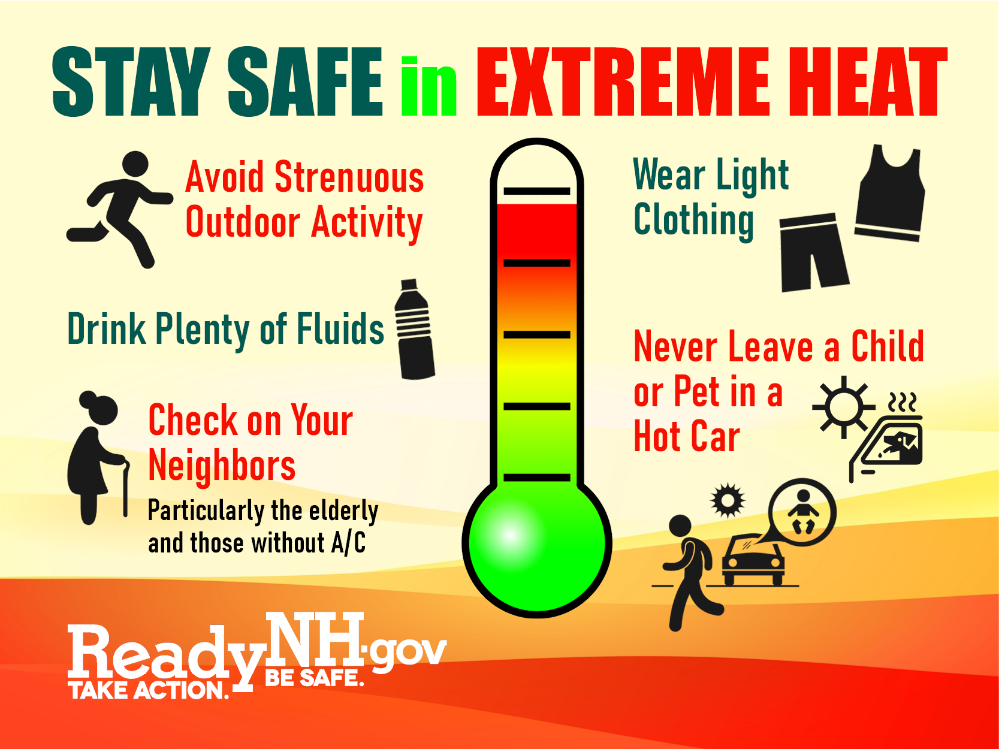 STAY SAFE in EXTREME HEAT
Avoid Strenuous
Outdoor Activity
Drink Plenty of Fluids
Check on Your
Neighbors
Particularly the elderly
and those without A/C
Wear Light
Clothing
Never Leave a Child
or Pet in a
Hot Car
ReadyNH.gov
TAKE ACTION. BE SAFE.